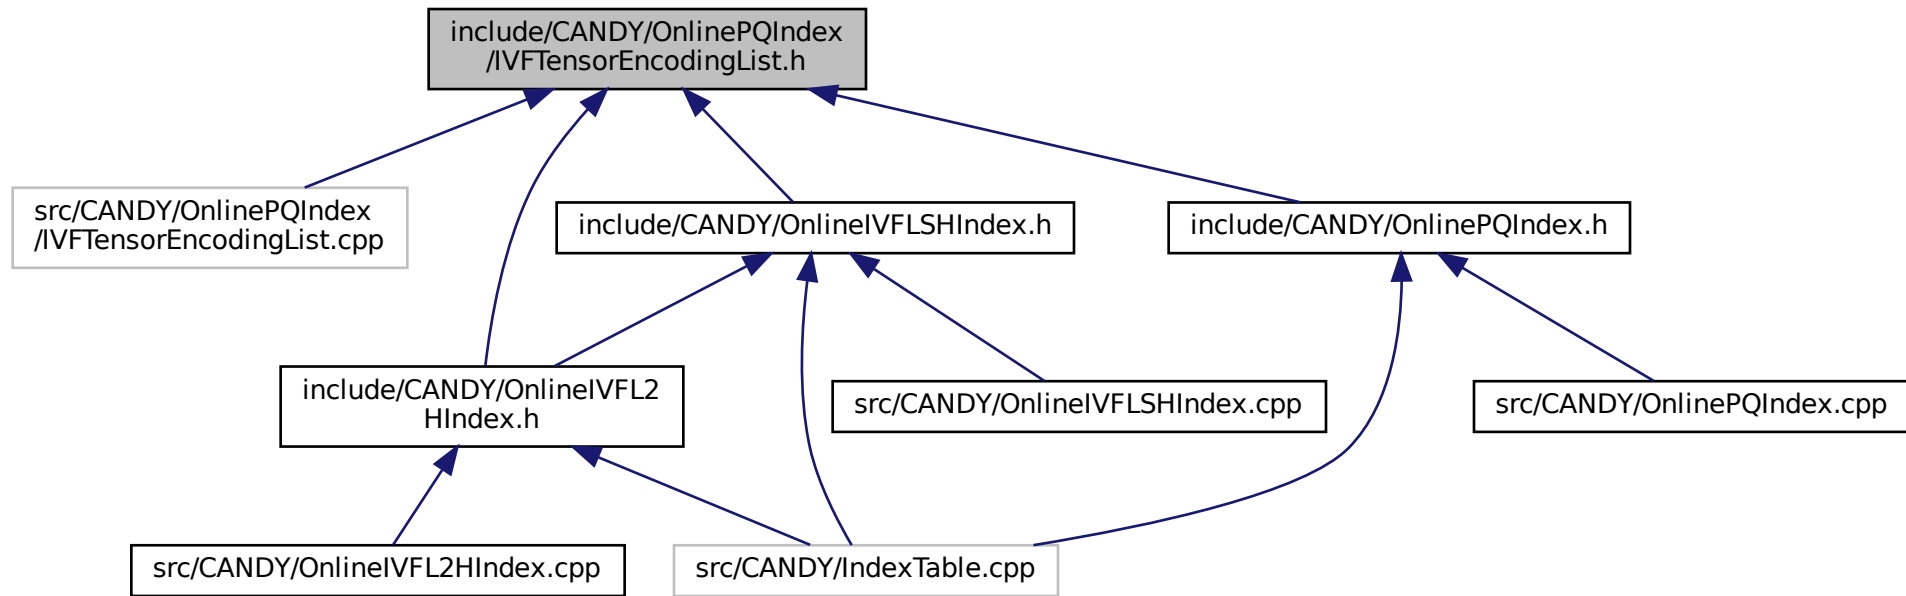 include/CANDY/OnlinePQIndex
/IVFTensorEncodingList.h
src/CANDY/OnlinePQIndex
/IVFTensorEncodingList.cpp
include/CANDY/OnlineIVFLSHIndex.h
include/CANDY/OnlinePQIndex.h
include/CANDY/OnlineIVFL2
HIndex.h
src/CANDY/OnlineIVFLSHIndex.cpp
src/CANDY/OnlinePQIndex.cpp
src/CANDY/OnlineIVFL2HIndex.cpp
src/CANDY/IndexTable.cpp